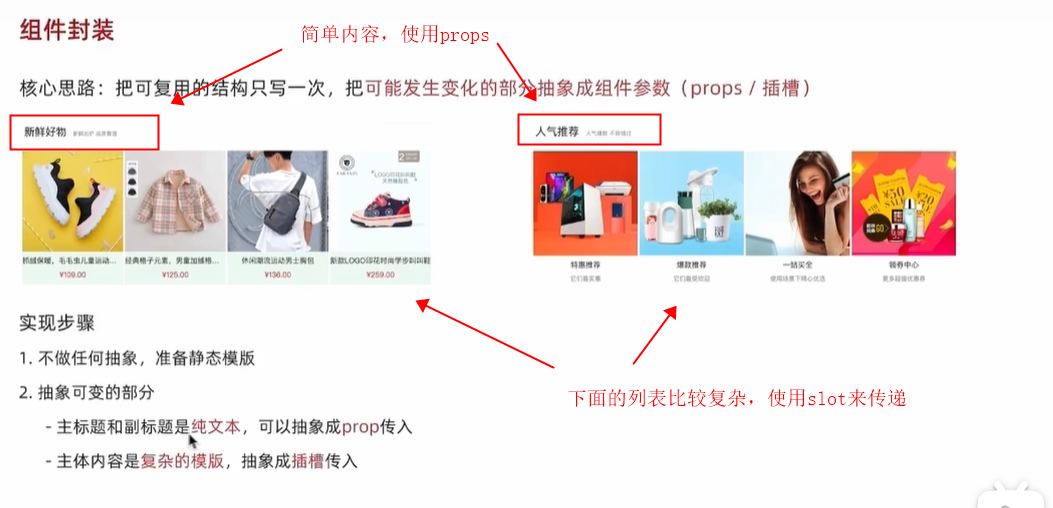 组件封装
简单内容，使用props
核心思路：把可复用的结构只写一次，把可能发生变化的部分抽象成组件参数（props / 插槽）
新鲜好物 新鲜出炉 品质靠谱
人气推荐 人气爆款 不容错过
2
LOGO印花时尚鞋
抓绒保暖，毛毛虫儿童运动...
经典格子元素，男童加绒格...
休闲潮流运动男士胸包
新款LOGO印花时尚学步叫叫鞋
¥109.00
¥125.00
¥136.00
¥259.00
¥50
GO
特惠推荐
爆款推荐
一站买全
领券中心
它们最实惠
它们最受欢迎
使用场景下精心优选
更多超值优惠券
实现步骤
1. 不做任何抽象，准备静态模版
2. 抽象可变的部分
下面的列表比较复杂，使用slot来传递
- 主标题和副标题是纯文本，可以抽象成prop传入
- 主体内容是复杂的模版，抽象成插槽传入